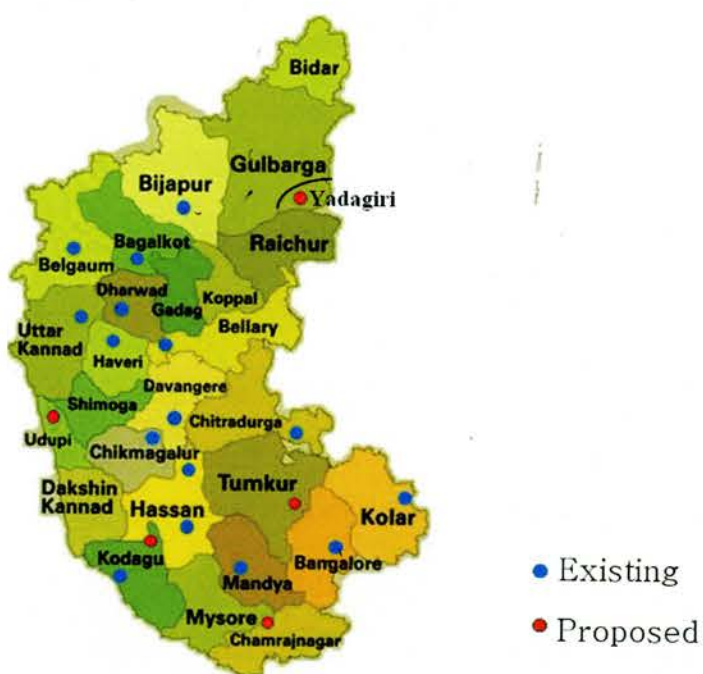 Bidar
Gulbarga
Bijapur
Yadagiri
Raichur
Bagalkot
Belgaum
Dharwad
Koppal
Gadag
Uttar
Kannad
Bellary
Haveri
Davangere
Shimoga
Chitradurga
Udupi
Chikmagalur
Tumkur
Dakshin
Kannad
Hassan
Kolar
Kodagu
Bangalore
Existing
Mandya
Mysore
Proposed
Chamrajnagar